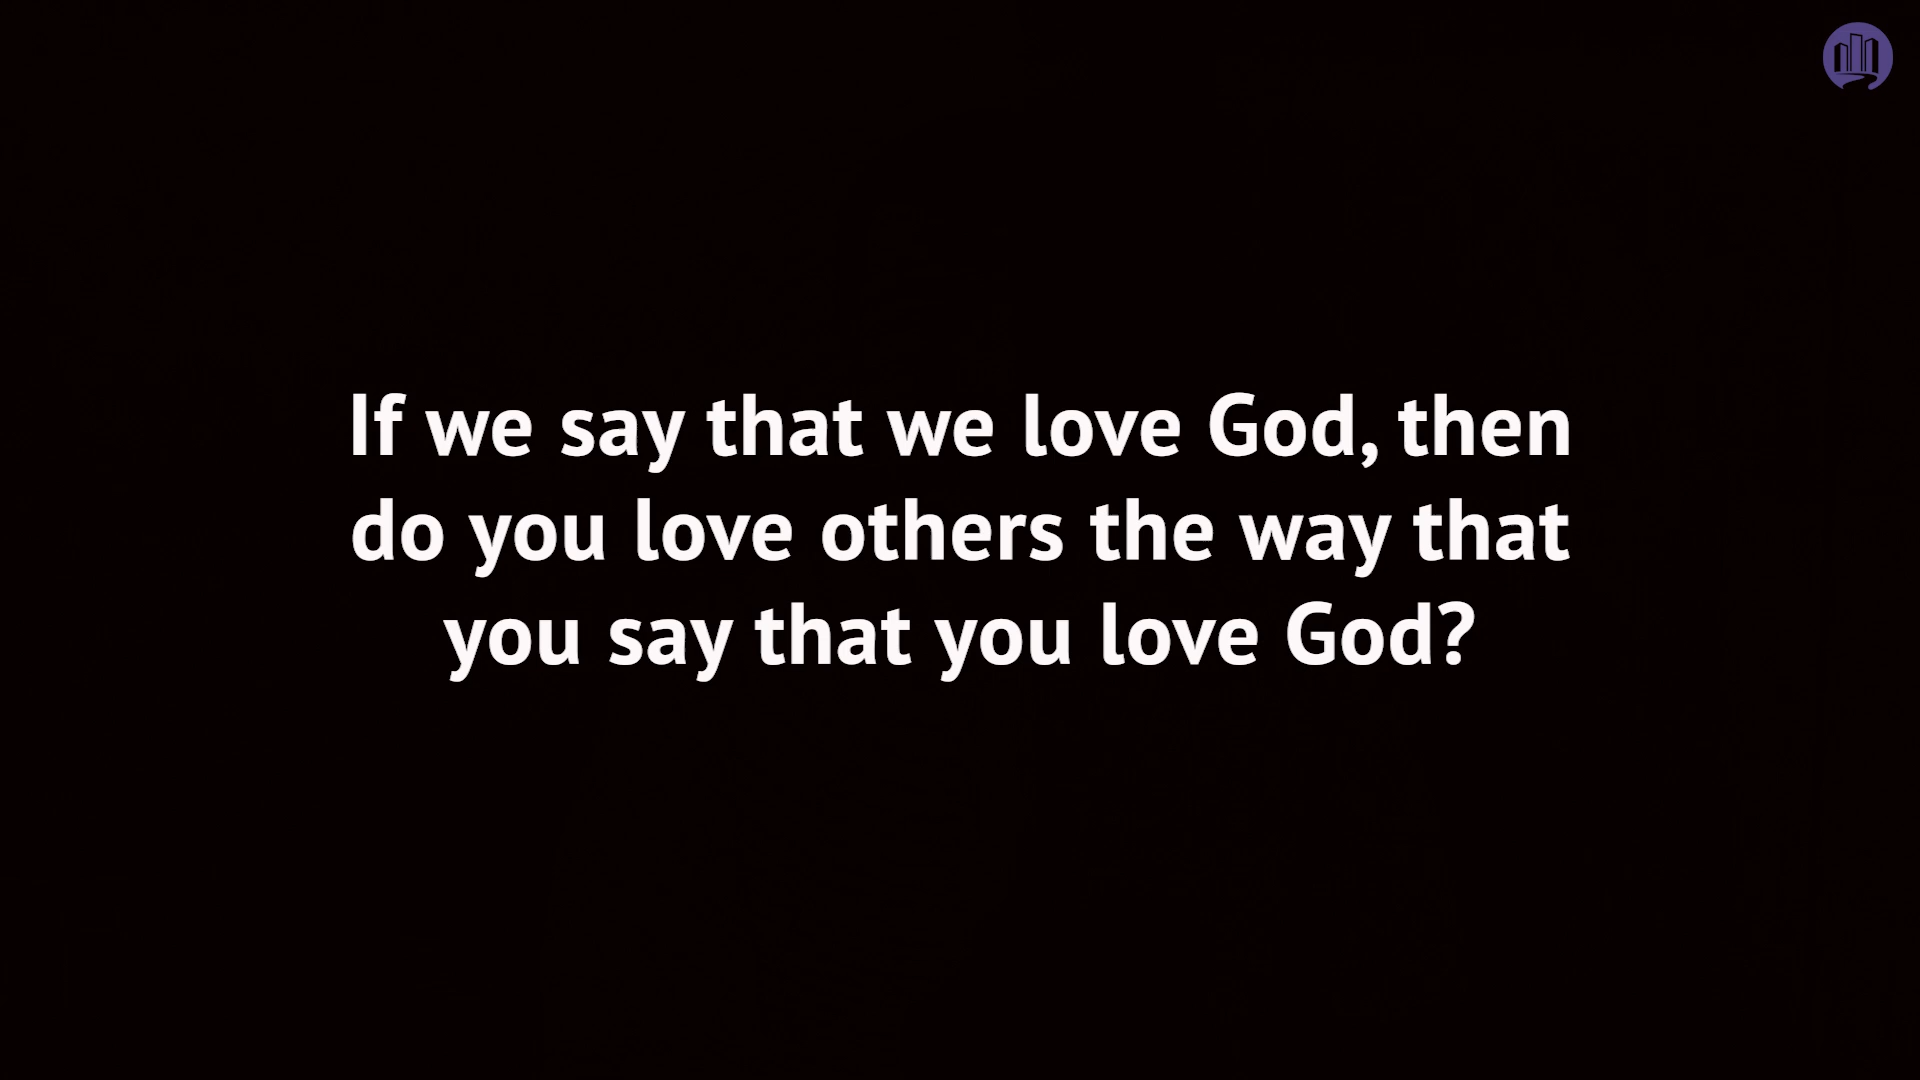 If we say that we love God, then
do you love others the way that
you say that you love God?